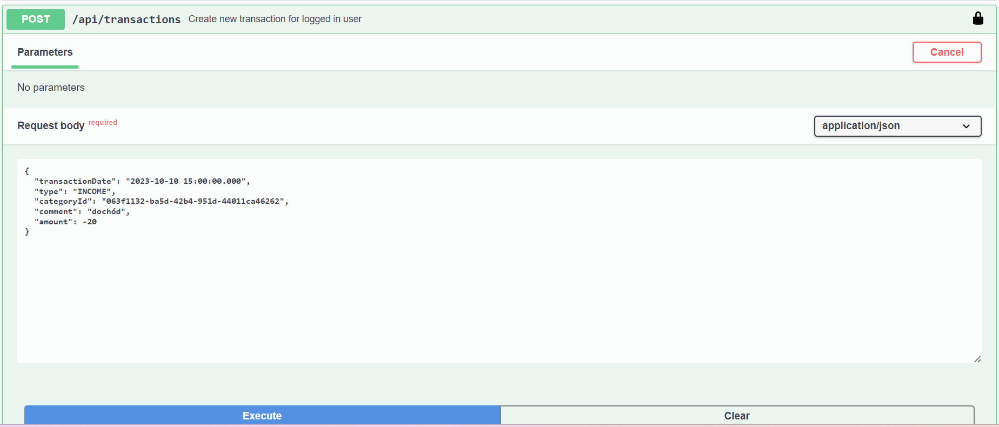 POST /api/transactions Create new transaction for logged in user
Parameters
Cancel
No parameters
Request body required
application/json
{
"transactionDate": "2023-10-10 15:00:00.000",
"type": "INCOME",
"categoryId": "063f1132-ba5d-42b4-951d-44011ca46262",
"comment": "dochód",
"amount": -20
}
Execute
Clear